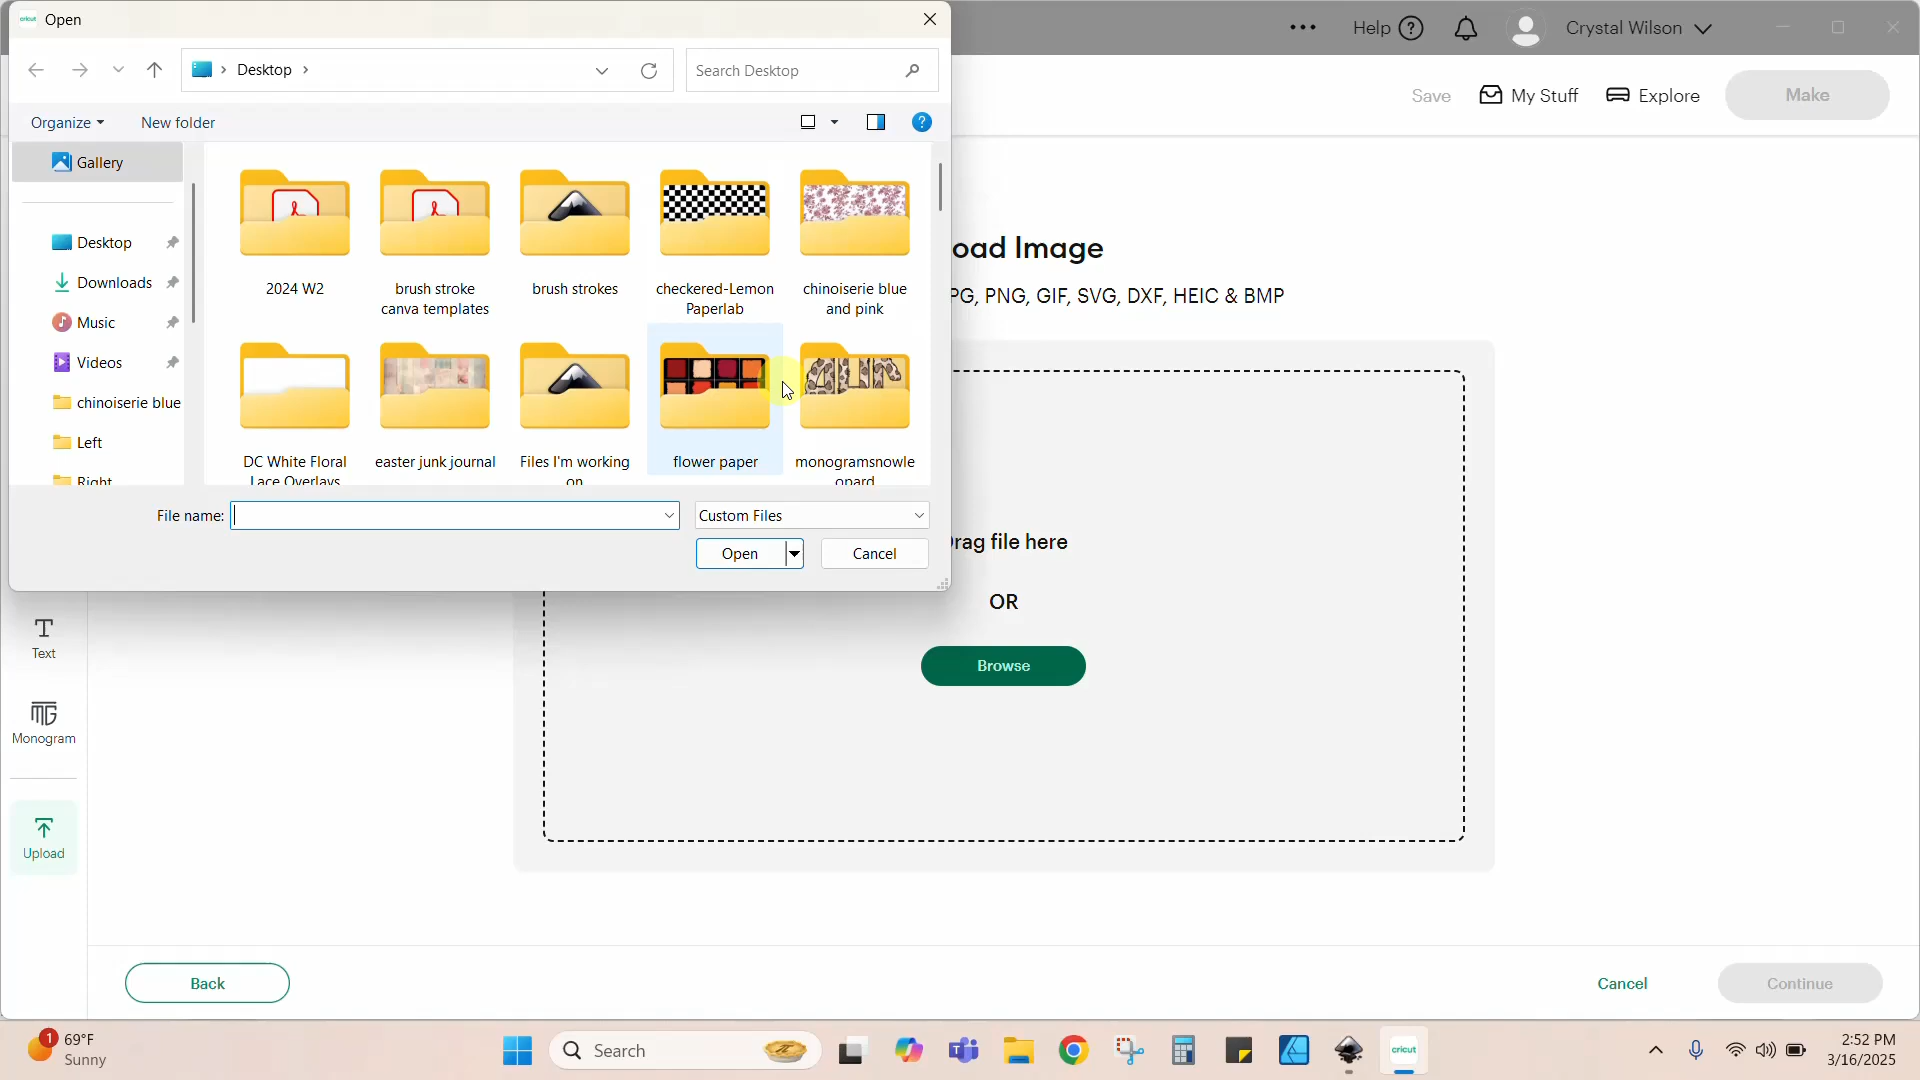 cricut Open
Help ?
Crystal Wilson
Desktop
Search Desktop
Save
My Stuff
Explore
Make
Organize
New folder
?
Gallery
Desktop
Downloads
Music
Videos
chinoiserie blue
Left
Right
2024 W2
brush stroke
canva templates
brush strokes
checkered-Lemon
Paperlab
chinoiserie blue
and pink
DC White Floral
Lace Overlays
easter junk journal
Files I'm working
on
flower paper
monogramsnowle
opard
File name:
Custom Files
Open
Cancel
oad Image
PG, PNG, GIF, SVG, DXF, HEIC & BMP
rag file here
OR
Browse
Text
MG
Monogram
Upload
Back
Cancel
Continue
1
69°F
Sunny
Search
cricut
2:52 PM
3/16/2025